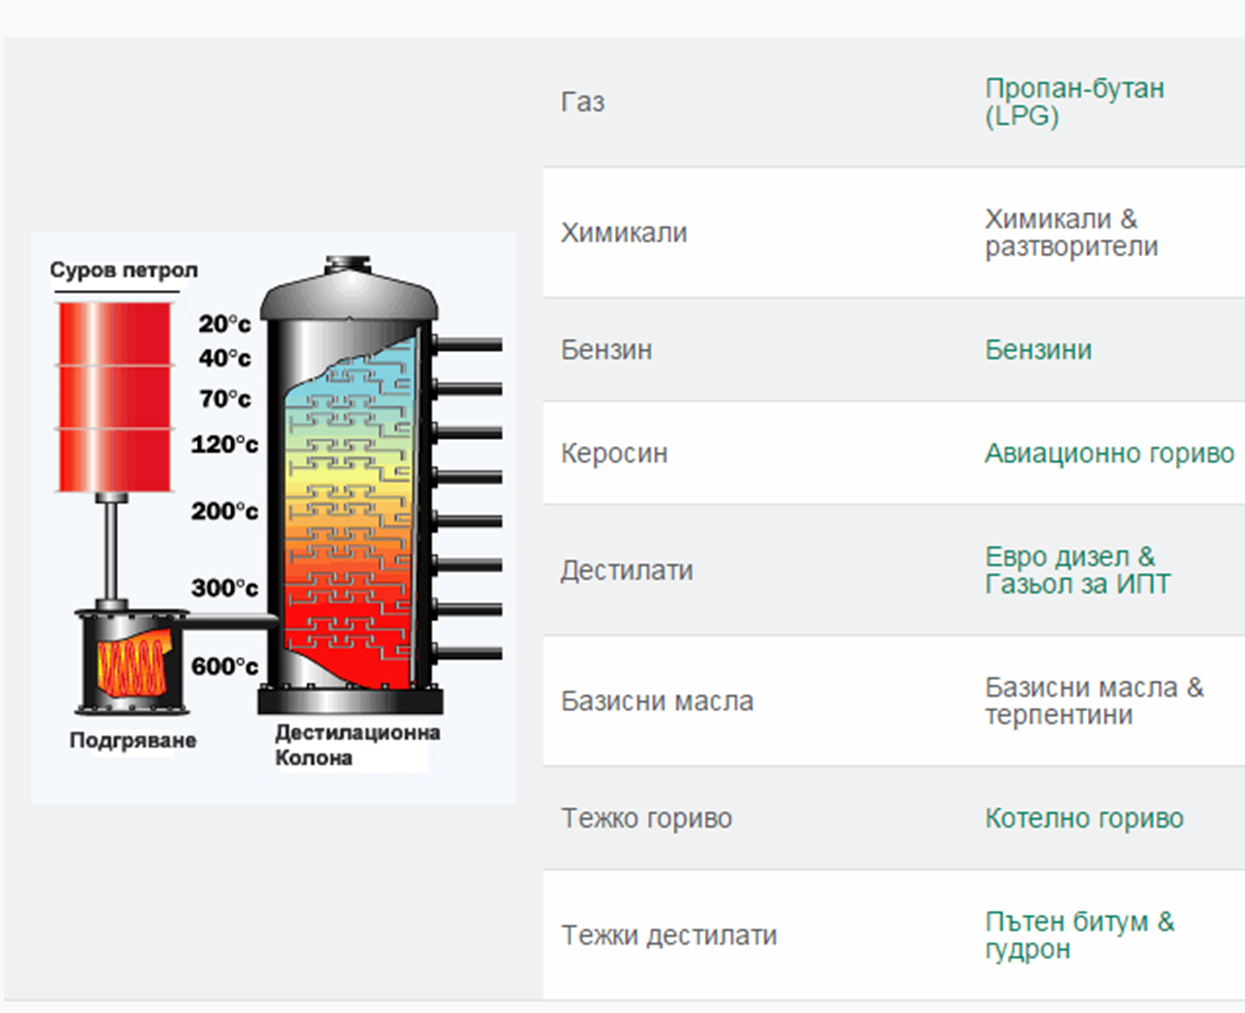 Суров петрол
20°c
40°c
70°c
120°c
200°c
300°c
600°c
Подгряване
Дестилационна
Колона
Газ
Пропан-бутан
(LPG)
Химикали
Химикали &
разтворители
Бензин
Бензини
Керосин
Авиационно гориво
Дестилати
Евро дизел &
Газьол за ИПТ
Базисни масла
Базисни масла &
терпентини
Тежко гориво
Котелно гориво
Тежки дестилати
Пътен битум &
гудрон